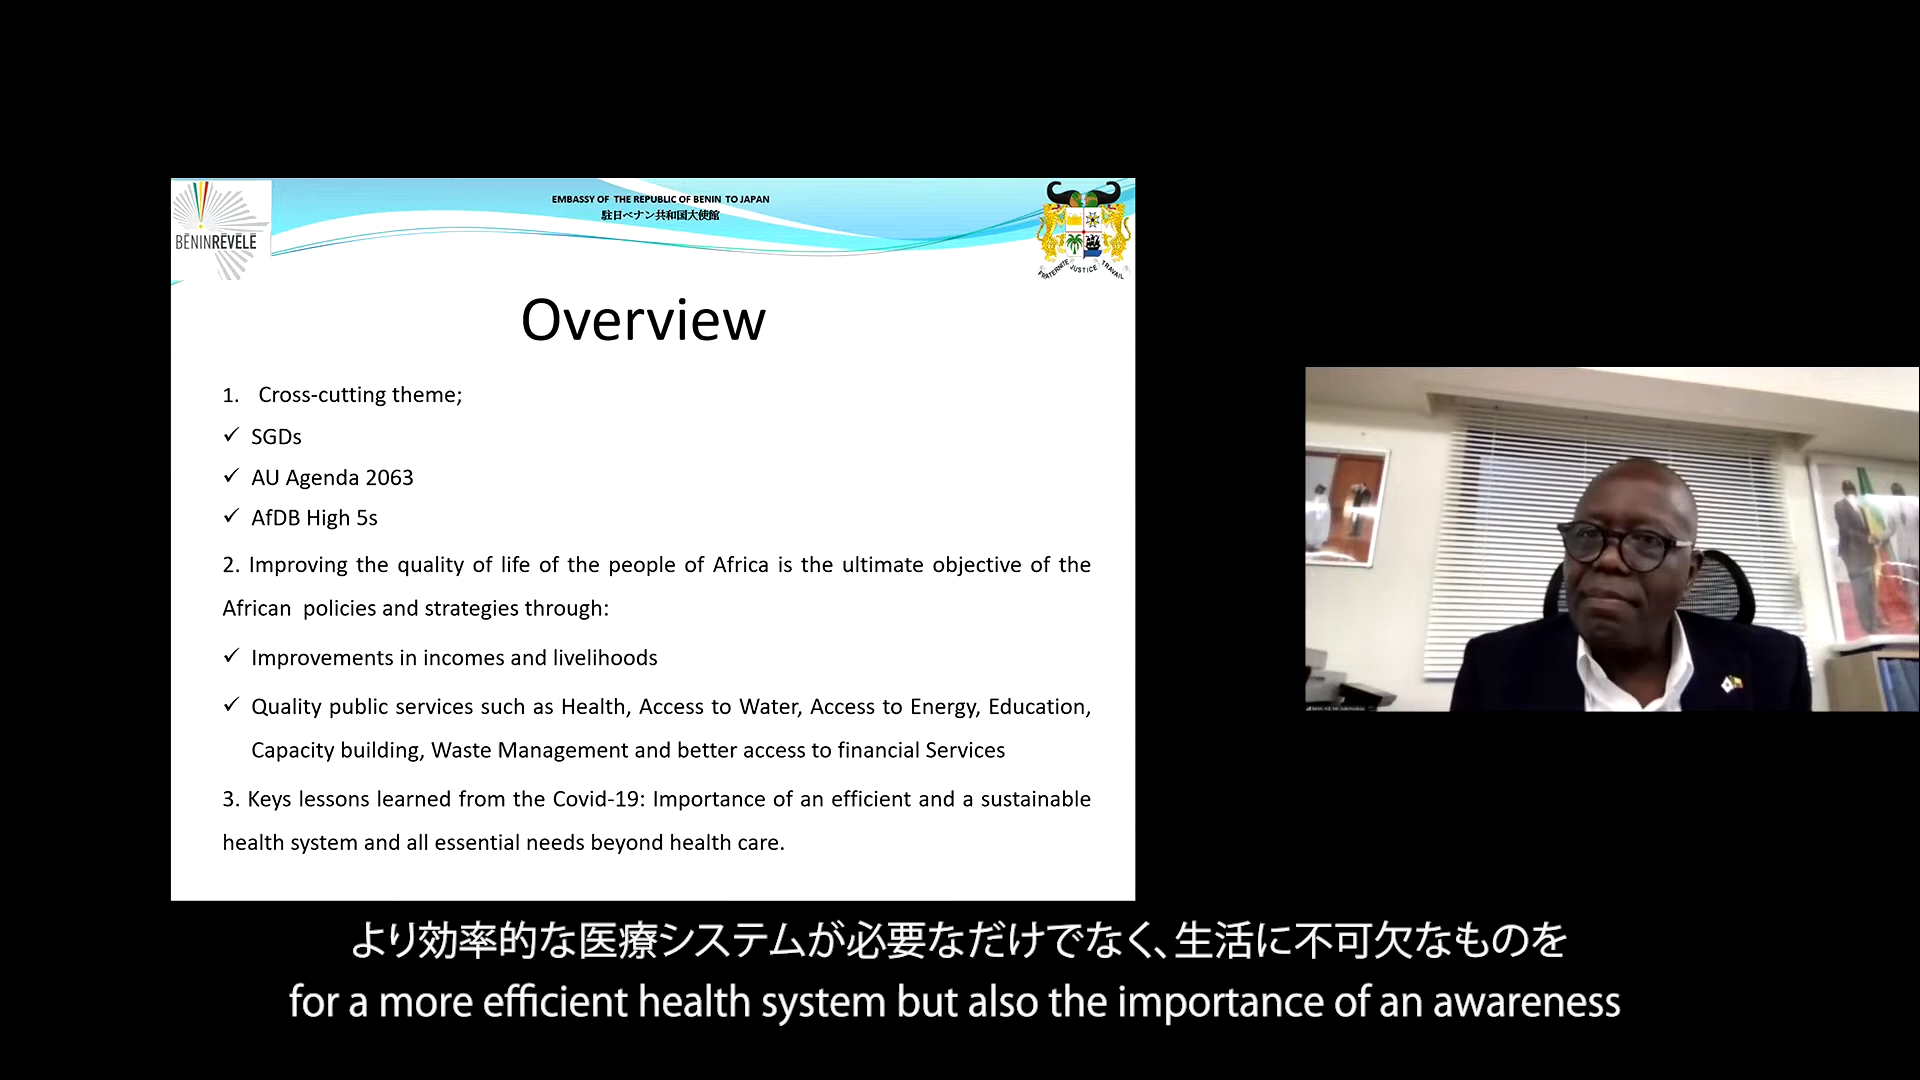 EMBASSY OF THE REPUBLIC OF BENIN TO JAPAN
駐日ベナン共和国大使館
BĒNINRĒVĒLĒ
FRATERNITE JUSTICE TRAVAIL
Overview
1. Cross-cutting theme;
✓ SGDs
✓ AU Agenda 2063
✓ AfDB High 5s
2. Improving the quality of life of the people of Africa is the ultimate objective of the
African policies and strategies through:
✓ Improvements in incomes and livelihoods
✓ Quality public services such as Health, Access to Water, Access to Energy, Education,
Capacity building, Waste Management and better access to financial Services
3. Keys lessons learned from the Covid-19: Importance of an efficient and a sustainable
health system and all essential needs beyond health care.
より効率的な医療システムが必要なだけでなく、生活に不可欠なものを
for a more efficient health system but also the importance of an awareness